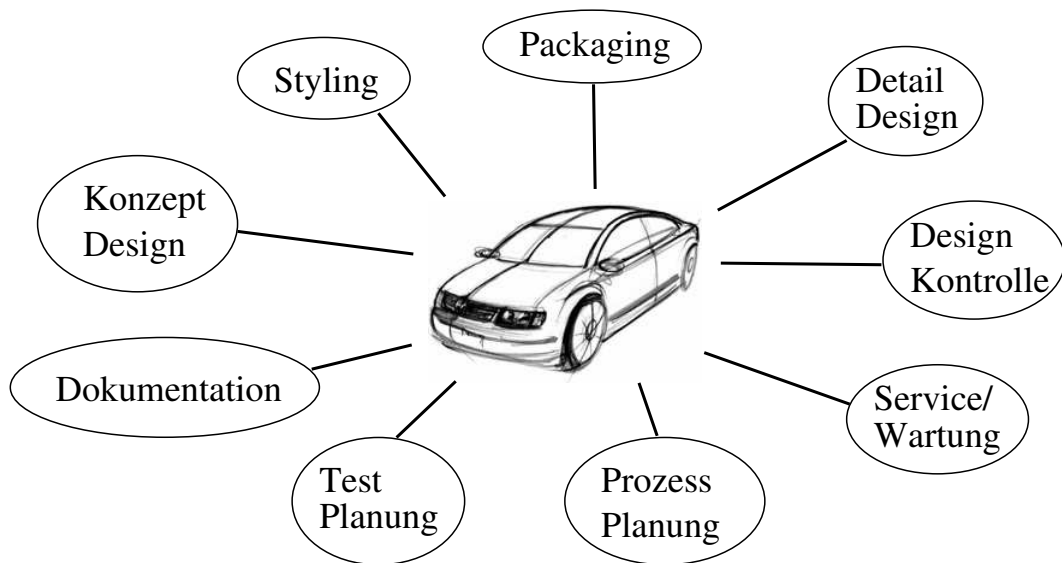 Packaging
Styling
Detail
Design
Konzept
Design
Design
Kontrolle
Dokumentation
Service/
Wartung
Test
Planung
Prozess
Planung